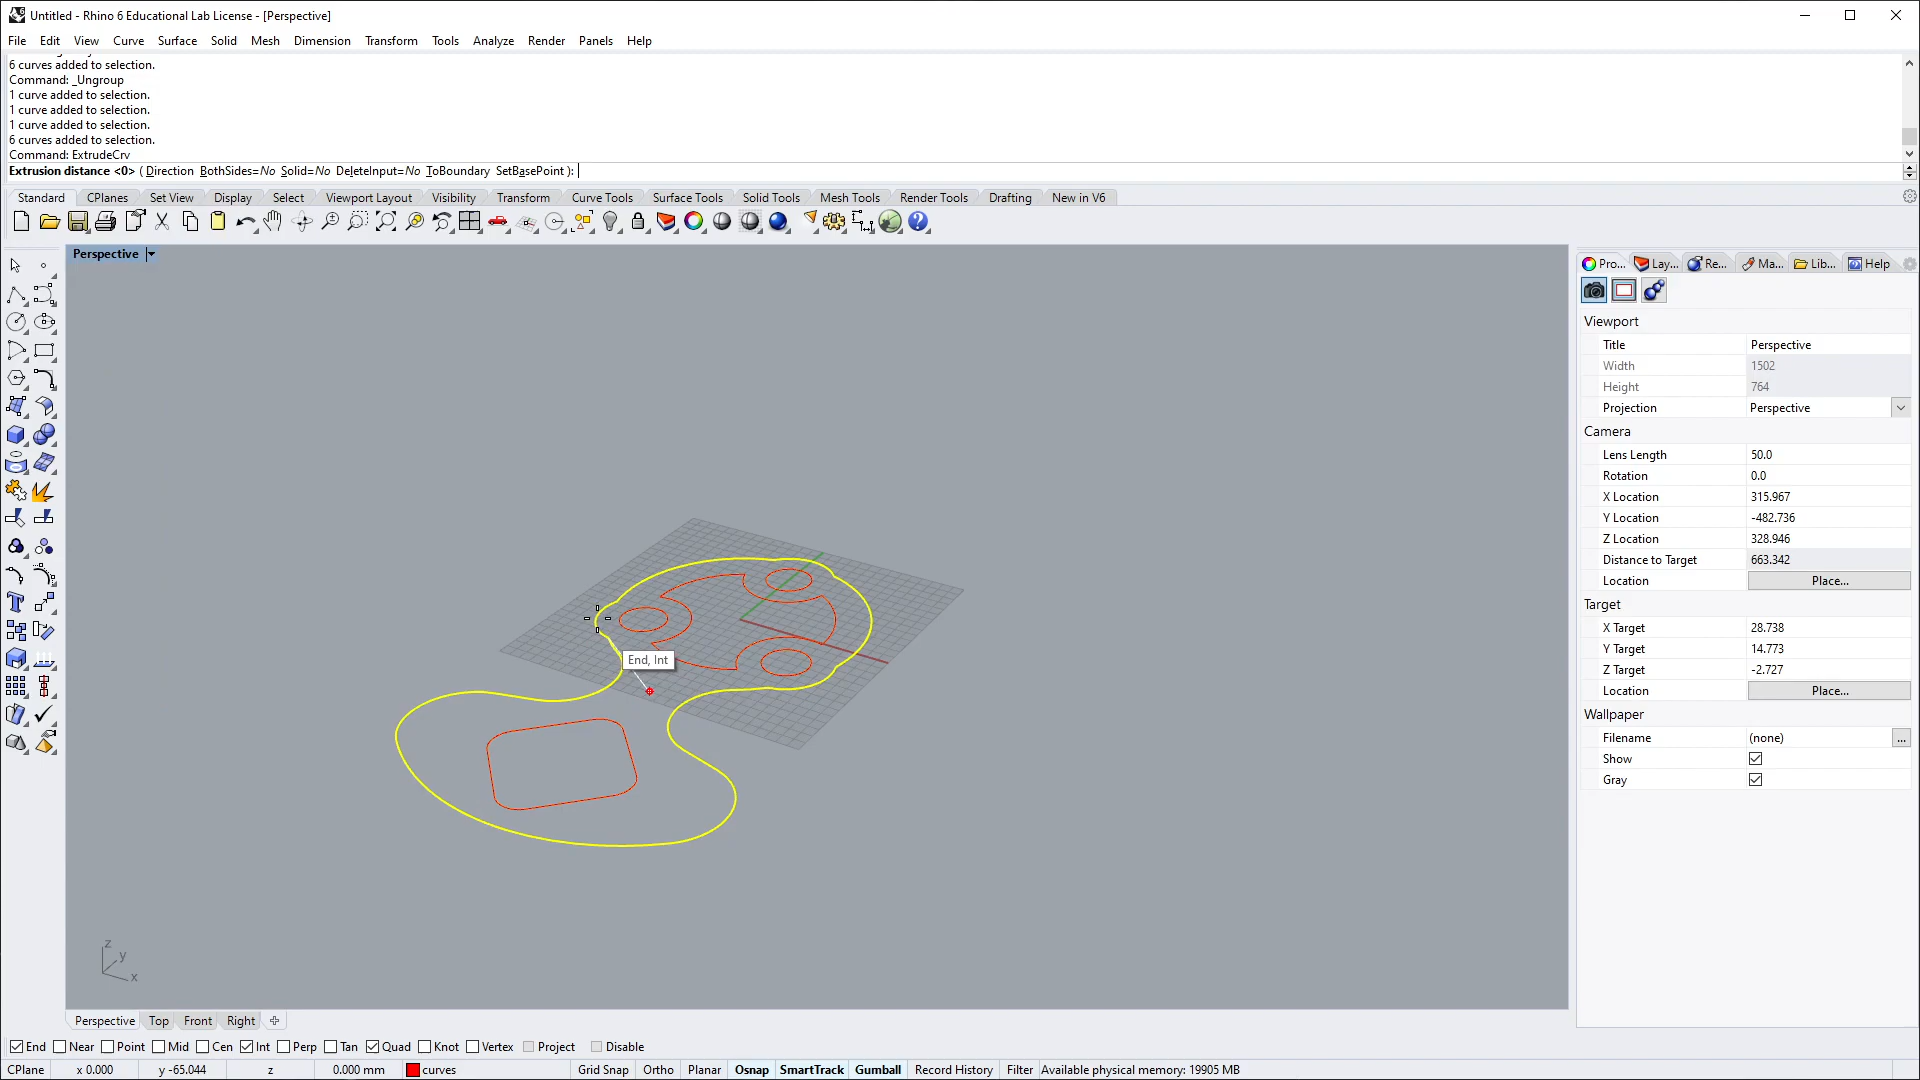 Untitled - Rhino 6 Educational Lab License - [Perspective]
File Edit View Curve Surface Solid Mesh Dimension Transform Tools Analyze Render Panels Help
6 curves added to selection.
Command: _Ungroup
1 curve added to selection.
1 curve added to selection.
1 curve added to selection.
6 curves added to selection.
Command: ExtrudeCrv
Extrusion distance <0> ( Direction BothSides=No Solid=No DeleteInput=No ToBoundary SetBasePoint ):
Standard CPlanes Set View Display Select Viewport Layout Visibility Transform Curve Tools Surface Tools Solid Tools Mesh Tools Render Tools Drafting New in V6
Perspective
Pro... Lay... Re... Ma... Lib... Help
Viewport
Title Perspective
Width 1502
Height 764
Projection Perspective
Camera
Lens Length 50.0
Rotation 0.0
X Location 315.967
Y Location -482.736
Z Location 328.946
Distance to Target 663.342
Location Place...
Target
X Target 28.738
Y Target 14.773
Z Target -2.727
Location Place...
Wallpaper
Filename (none) ...
Show
Gray
End, Int
z
y
x
Perspective Top Front Right
End Near Point Mid Cen Int Perp Tan Quad Knot Vertex Project Disable
CPlane x 0.000 y -65.044 z 0.000 mm curves Grid Snap Ortho Planar Osnap SmartTrack Gumball Record History Filter Available physical memory: 19905 MB